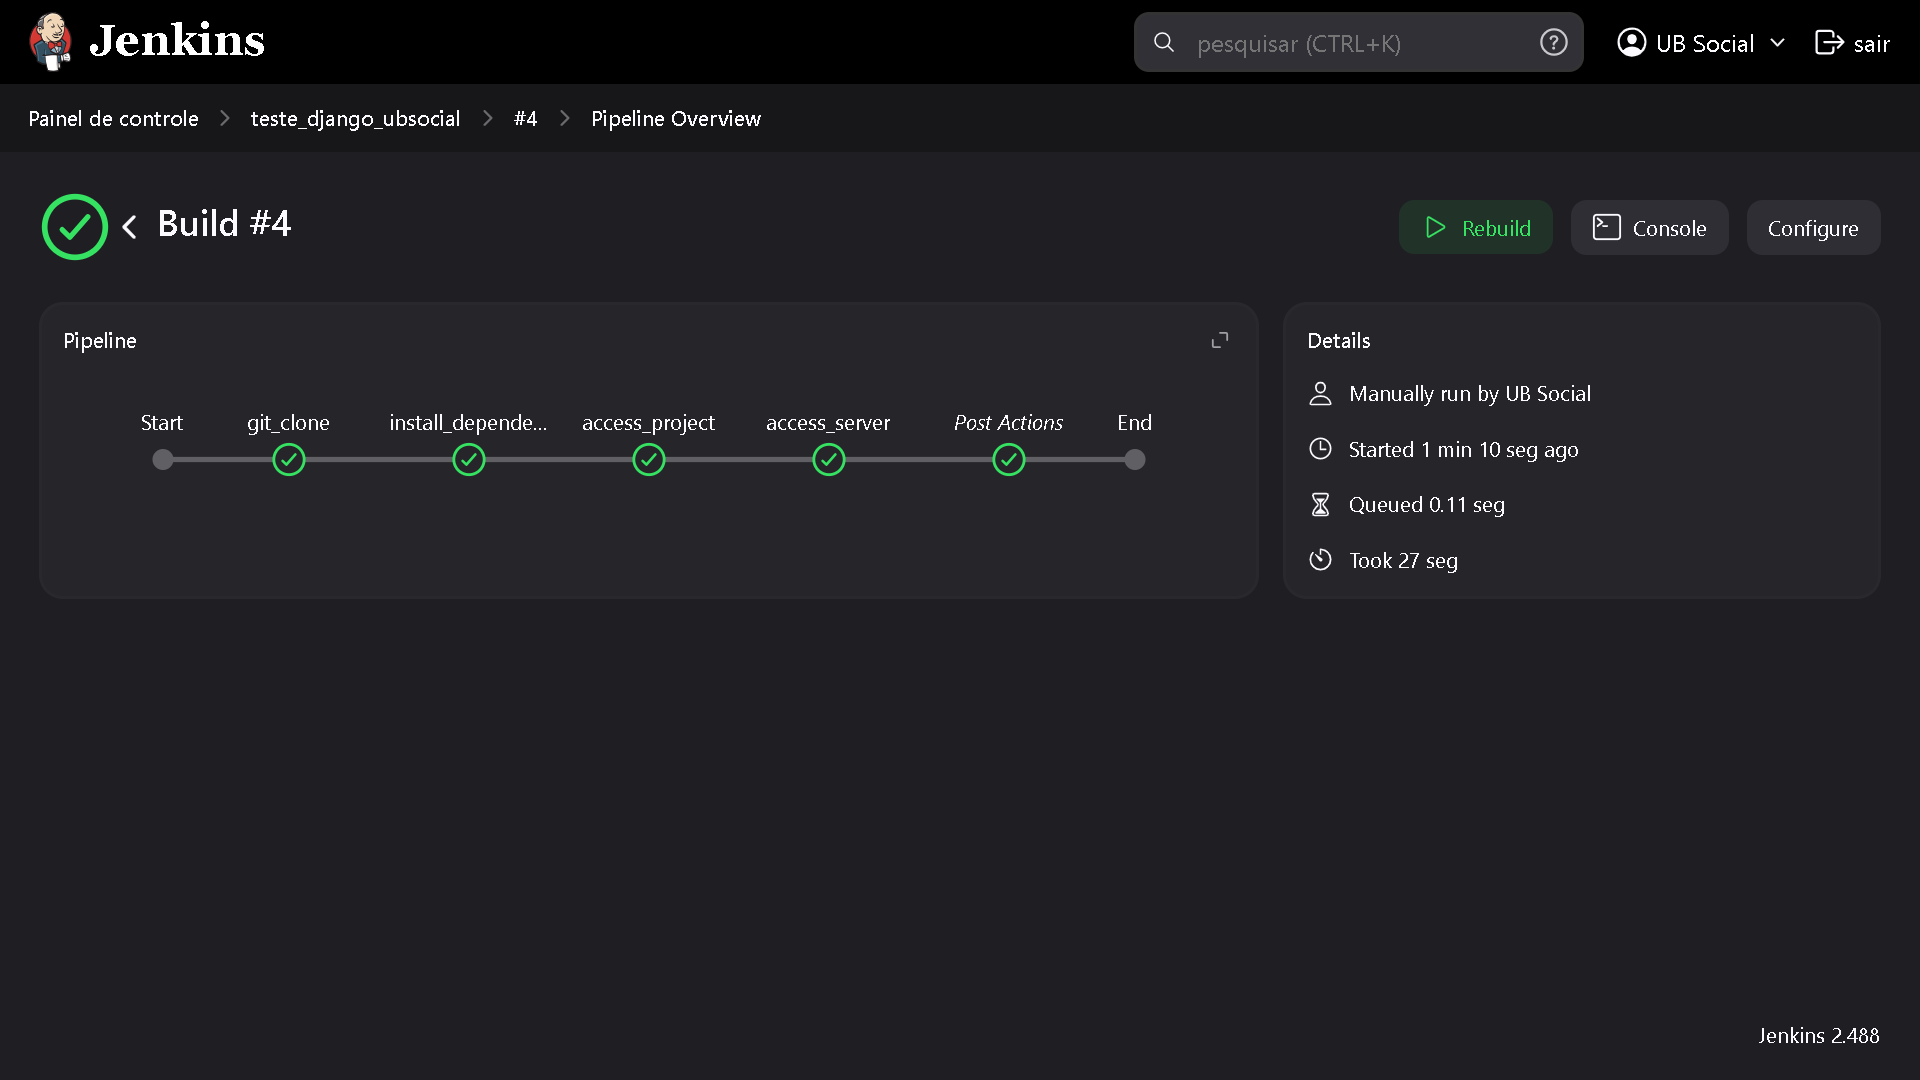 Jenkins
pesquisar (CTRL+K)
UB Social
sair
Painel de controle
teste_django_ubsocial
#4
Pipeline Overview
Build #4
Rebuild
Console
Configure
Pipeline
Start
git_clone
install_depende...
access_project
access_server
Post Actions
End
Details
Manually run by UB Social
Started 1 min 10 seg ago
Queued 0.11 seg
Took 27 seg
Jenkins 2.488